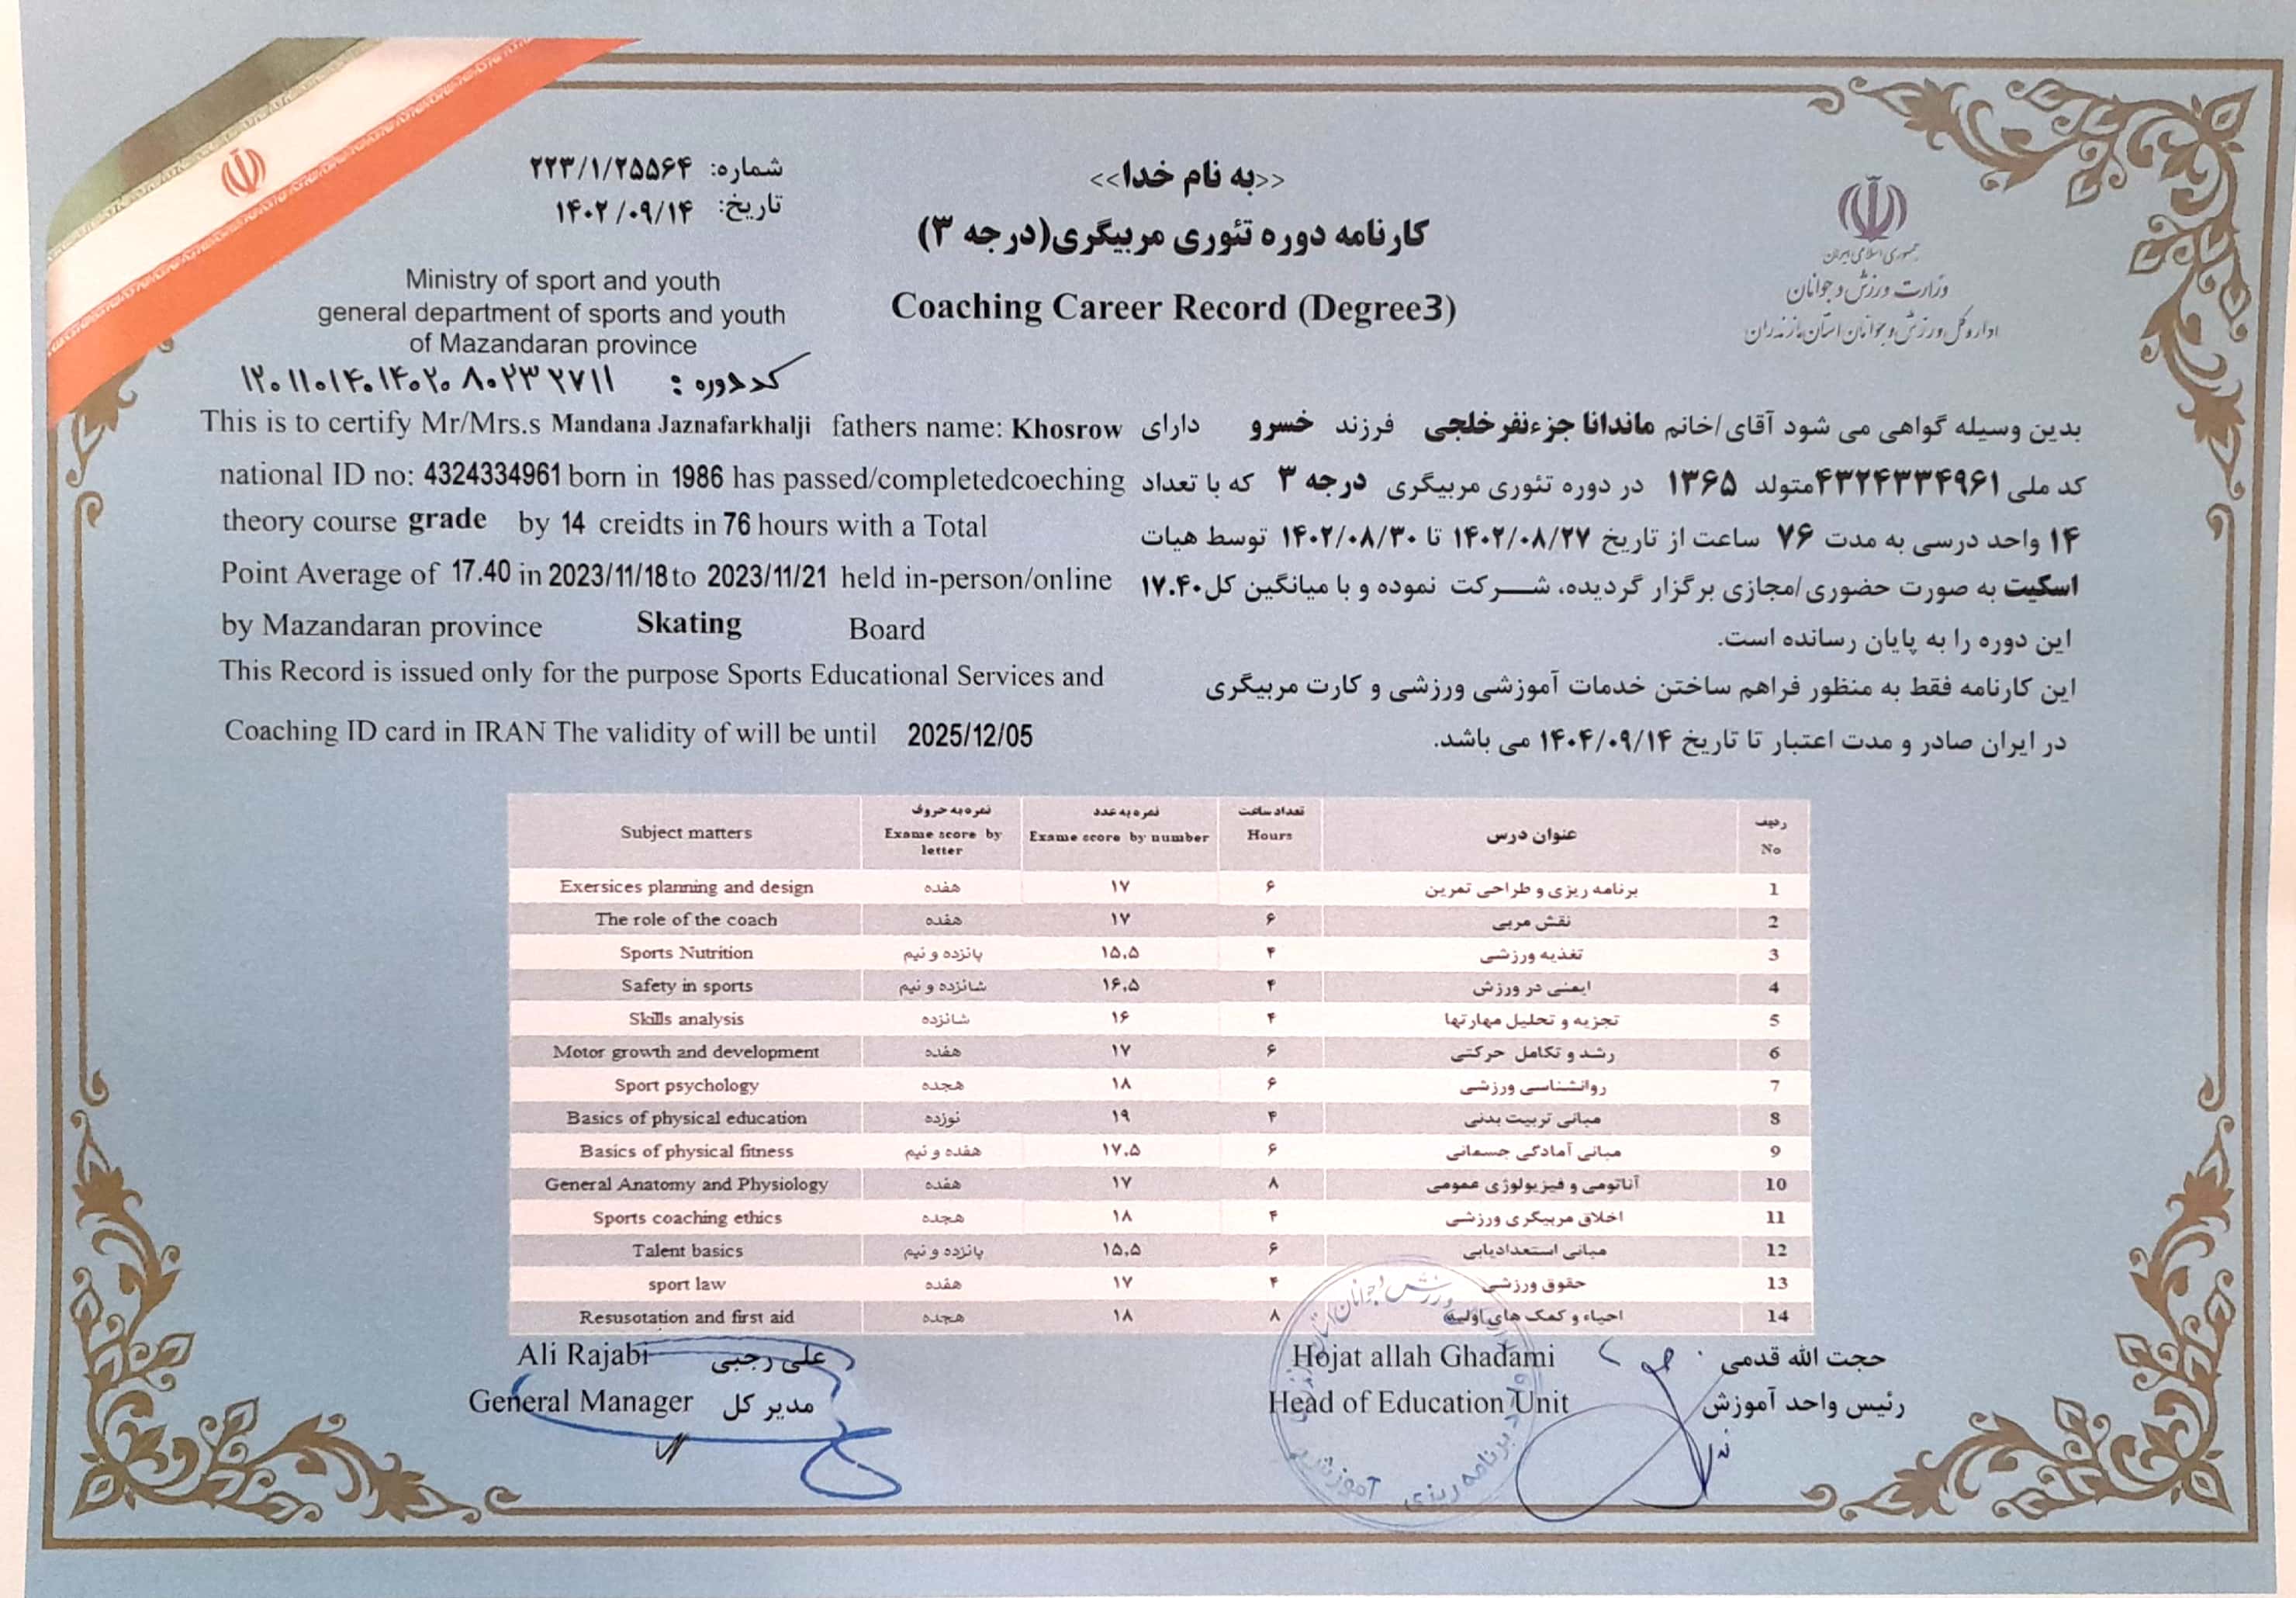 <<به نام خدا>>
کارنامه دوره تئوری مربیگری(درجه ۳)
Coaching Career Record (Degree3)
شماره: ۲۲۳/۱/۲۵۵۶۴
تاریخ: ۱۴۰۲/۰۹/۱۴
Ministry of sport and youth
general department of sports and youth
of Mazandaran province
کد دوره : ۱۲۰۱۱۰۱۴۰۱۴۰۲۰۸۰۲۳۲۷۱۱
جمهوری اسلامی ایران
وزارت ورزش و جوانان
اداره کل ورزش و جوانان استان مازندران
This is to certify Mr/Mrs.s Mandana Jaznafarkhalji fathers name: Khosrow
national ID no: 4324334961 born in 1986 has passed/completedcoeching
theory course grade by 14 creidts in 76 hours with a Total
Point Average of 17.40 in 2023/11/18 to 2023/11/21 held in-person/online
by Mazandaran province Skating Board
This Record is issued only for the purpose Sports Educational Services and
Coaching ID card in IRAN The validity of will be until 2025/12/05
بدین وسیله گواهی می شود آقای/خانم ماندانا جزءنفرخلجی فرزند خسرو دارای
کد ملی ۴۳۲۴۳۳۴۹۶۱متولد ۱۳۶۵ در دوره تئوری مربیگری درجه ۳ که با تعداد
۱۴ واحد درسی به مدت ۷۶ ساعت از تاریخ ۱۴۰۲/۰۸/۲۷ تا ۱۴۰۲/۰۸/۳۰ توسط هیات
اسکیت به صورت حضوری/مجازی برگزار گردیده، شـــرکت نموده و با میانگین کل ۱۷.۴۰
این دوره را به پایان رسانده است.
این کارنامه فقط به منظور فراهم ساختن خدمات آموزشی ورزشی و کارت مربیگری
در ایران صادر و مدت اعتبار تا تاریخ ۱۴۰۴/۰۹/۱۴ می باشد.
Subject matters نمره به حروف Exame score by letter نمره به عدد Exame score by number تعداد ساعت Hours عنوان درس ردیف No
Exersices planning and design هفده ۱۷ ۶ برنامه ریزی و طراحی تمرین 1
The role of the coach هفده ۱۷ ۶ نقش مربی 2
Sports Nutrition پانزده و نیم ۱۵.۵ ۴ تغذیه ورزشی 3
Safety in sports شانزده و نیم ۱۶.۵ ۴ ایمنی در ورزش 4
Skills analysis شانزده ۱۶ ۴ تجزیه و تحلیل مهارتها 5
Motor growth and development هفده ۱۷ ۶ رشد و تکامل حرکتی 6
Sport psychology هجده ۱۸ ۶ روانشناسی ورزشی 7
Basics of physical education نوزده ۱۹ ۴ مبانی تربیت بدنی 8
Basics of physical fitness هفده و نیم ۱۷.۵ ۶ مبانی آمادگی جسمانی 9
General Anatomy and Physiology هفده ۱۷ ۸ آناتومی و فیزیولوژی عمومی 10
Sports coaching ethics هجده ۱۸ ۴ اخلاق مربیگری ورزشی 11
Talent basics پانزده و نیم ۱۵.۵ ۶ مبانی استعدادیابی 12
sport law هفده ۱۷ ۴ حقوق ورزشی 13
Resusotation and first aid هجده ۱۸ ۸ احیاء و کمک های اولیه 14
Ali Rajabi علی رجبی
General Manager مدیر کل
Hojat allah Ghadami حجت الله قدمی
Head of Education Unit رئیس واحد آموزش
ورزش و جوانان استان
برنامه ریزی آموزش